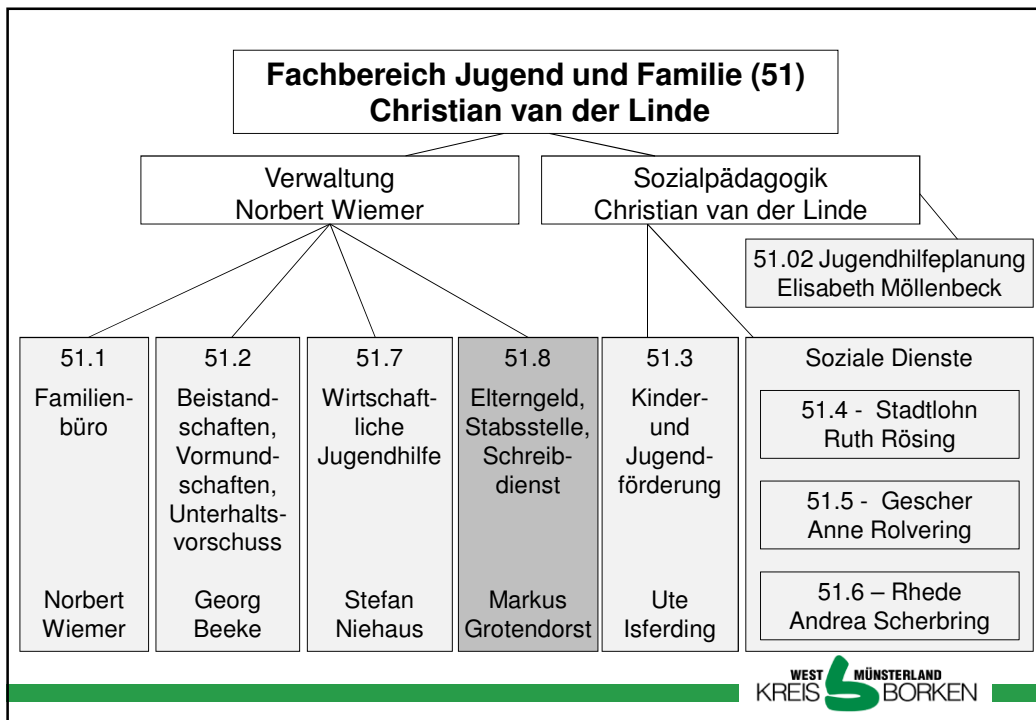 Fachbereich Jugend und Familie (51)
Christian van der Linde
Verwaltung
Norbert Wiemer
Sozialpädagogik
Christian van der Linde
51.02 Jugendhilfeplanung
Elisabeth Möllenbeck
51.1
Familien-
büro
Norbert
Wiemer
51.2
Beistand-
schaften,
Vormund-
schaften,
Unterhalts-
vorschuss
Georg
Beeke
51.7
Wirtschaft-
liche
Jugendhilfe
Stefan
Niehaus
51.8
Elterngeld,
Stabsstelle,
Schreib-
dienst
Markus
Grotendorst
51.3
Kinder-
und
Jugend-
förderung
Ute
Isferding
Soziale Dienste
51.4 - Stadtlohn
Ruth Rösing
51.5 - Gescher
Anne Rolvering
51.6 – Rhede
Andrea Scherbring
WEST MÜNSTERLAND
KREIS BORKEN